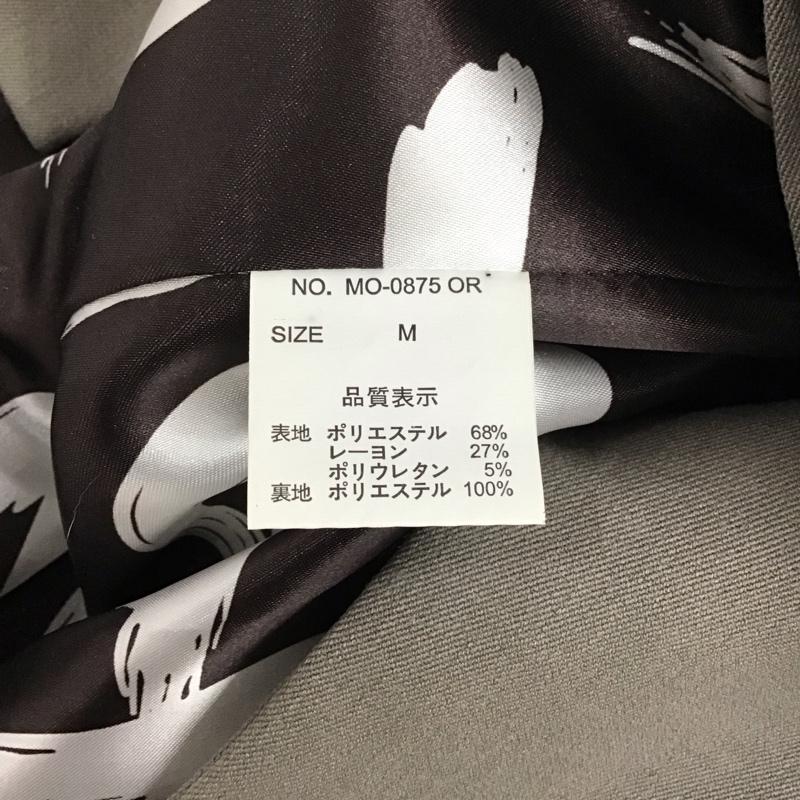 NO. MO-0875 OR
SIZE M
品質表示
表地 ポリエステル 68%
レーヨン 27%
ポリウレタン 5%
裏地 ポリエステル 100%